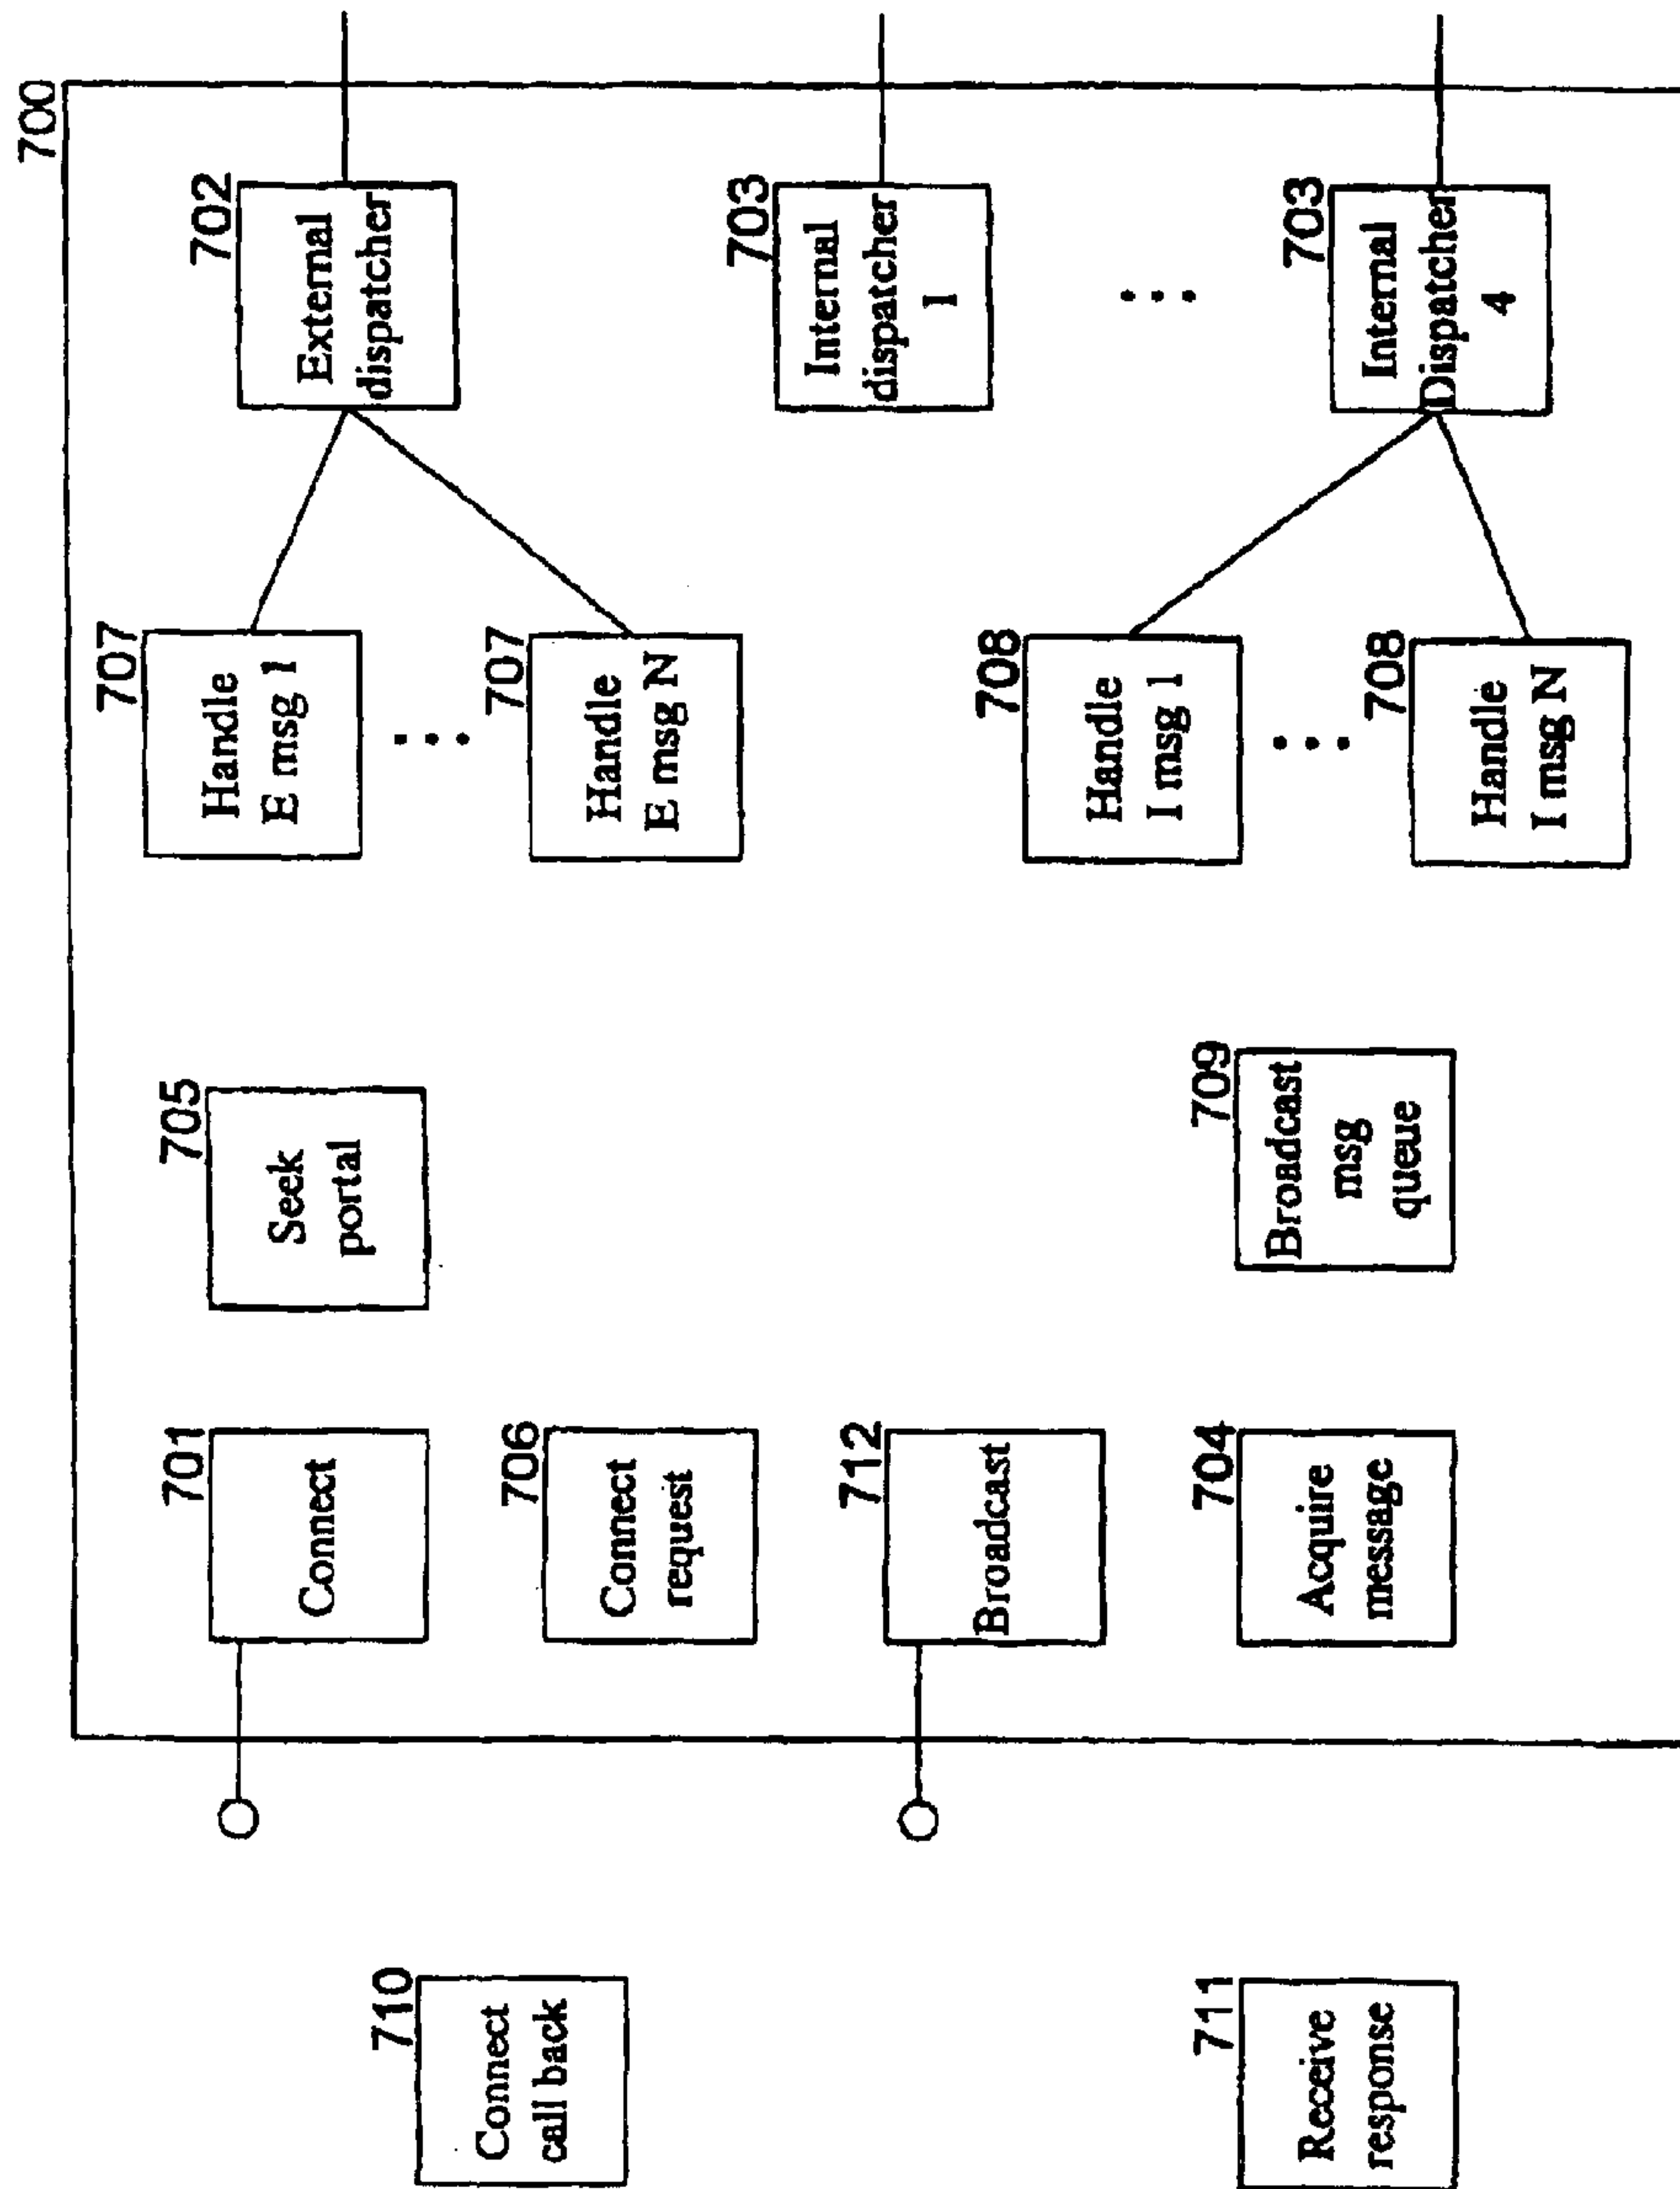 700
710
Connect
call back
711
Receive
response
701
Connect
706
Connect
request
712
Broadcast
704
Acquire
message
705
Seek
portal
709
Broadcast
msg
queue
707
Handle
E msg 1
707
Handle
E msg N
708
Handle
I msg 1
708
Handle
I msg N
702
External
dispatcher
703
Internal
dispatcher
1
703
Internal
Dispatcher
4